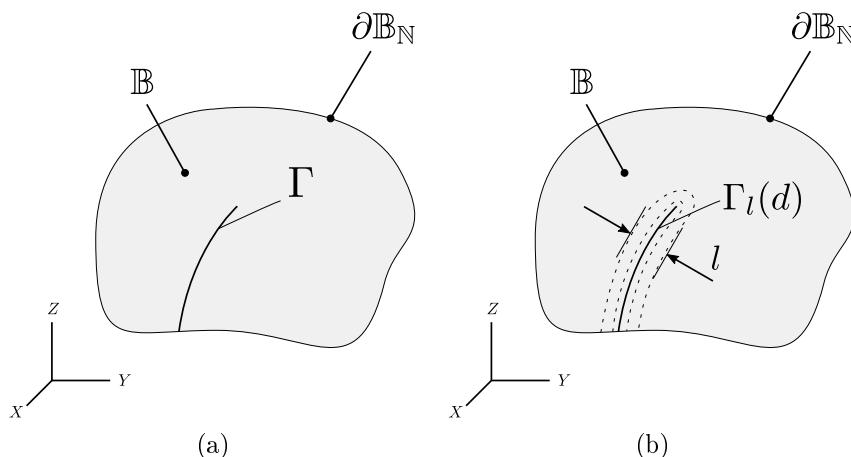 ∂𝔹ℕ ∂𝔹ℕ
𝔹 𝔹
Γ Γl(d)
l
Z Z
Y Y
X X
(a) (b)